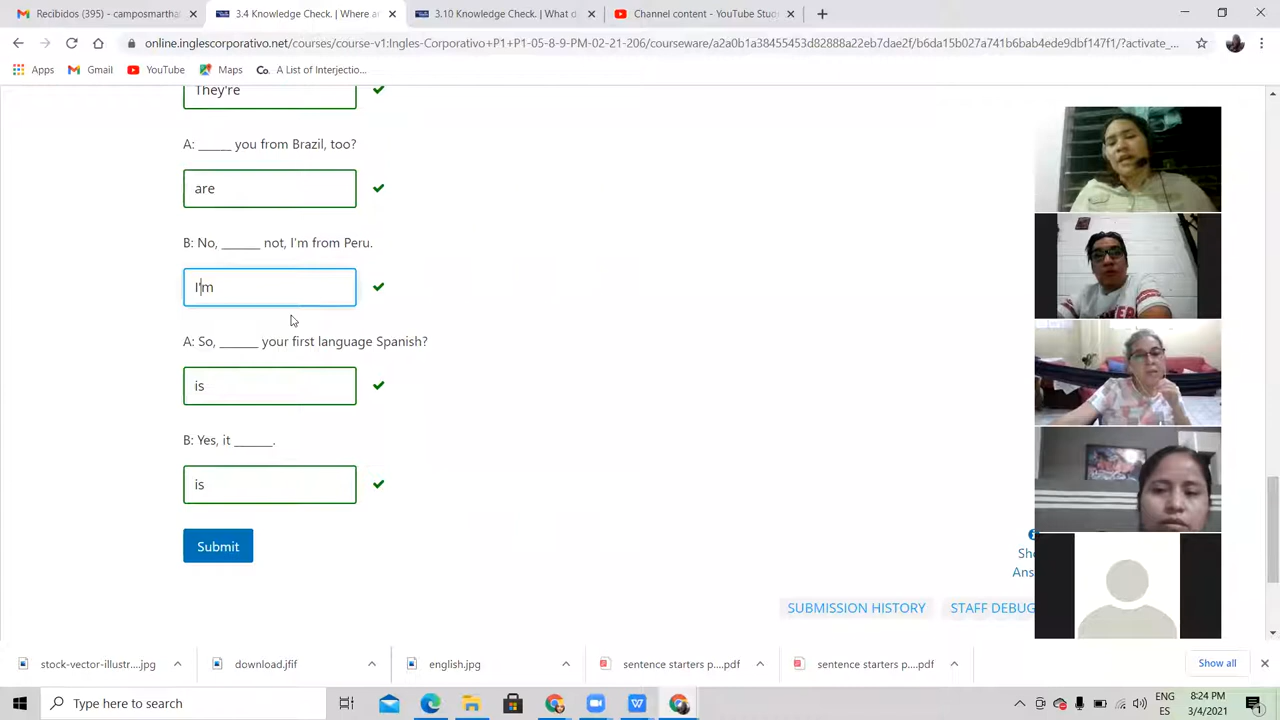 Recibidos (395) - camposmartha
3.4 Knowledge Check. | Where a
3.10 Knowledge Check. | What d
Channel content - YouTube Stud
online.inglescorporativo.net/courses/course-v1:Ingles-Corporativo+P1+P1-05-8-9-PM-02-21-206/courseware/a2a0b1a38455453d82888a22eb7dae2f/b6da15b027a741b6bab4ede9dbf147f1/?activate_...
Apps
Gmail
YouTube
Maps
Co.
A List of Interjectio...
They're
A: _____ you from Brazil, too?
are
B: No, ______ not, I'm from Peru.
I'm
A: So, ______ your first language Spanish?
is
B: Yes, it ______.
is
Submit
Sho
Ans
SUBMISSION HISTORY
STAFF DEBUG
stock-vector-illustr....jpg
download.jfif
english.jpg
sentence starters p....pdf
sentence starters p....pdf
Show all
Type here to search
ES
8:24 PM
LAA
3/4/2021
1